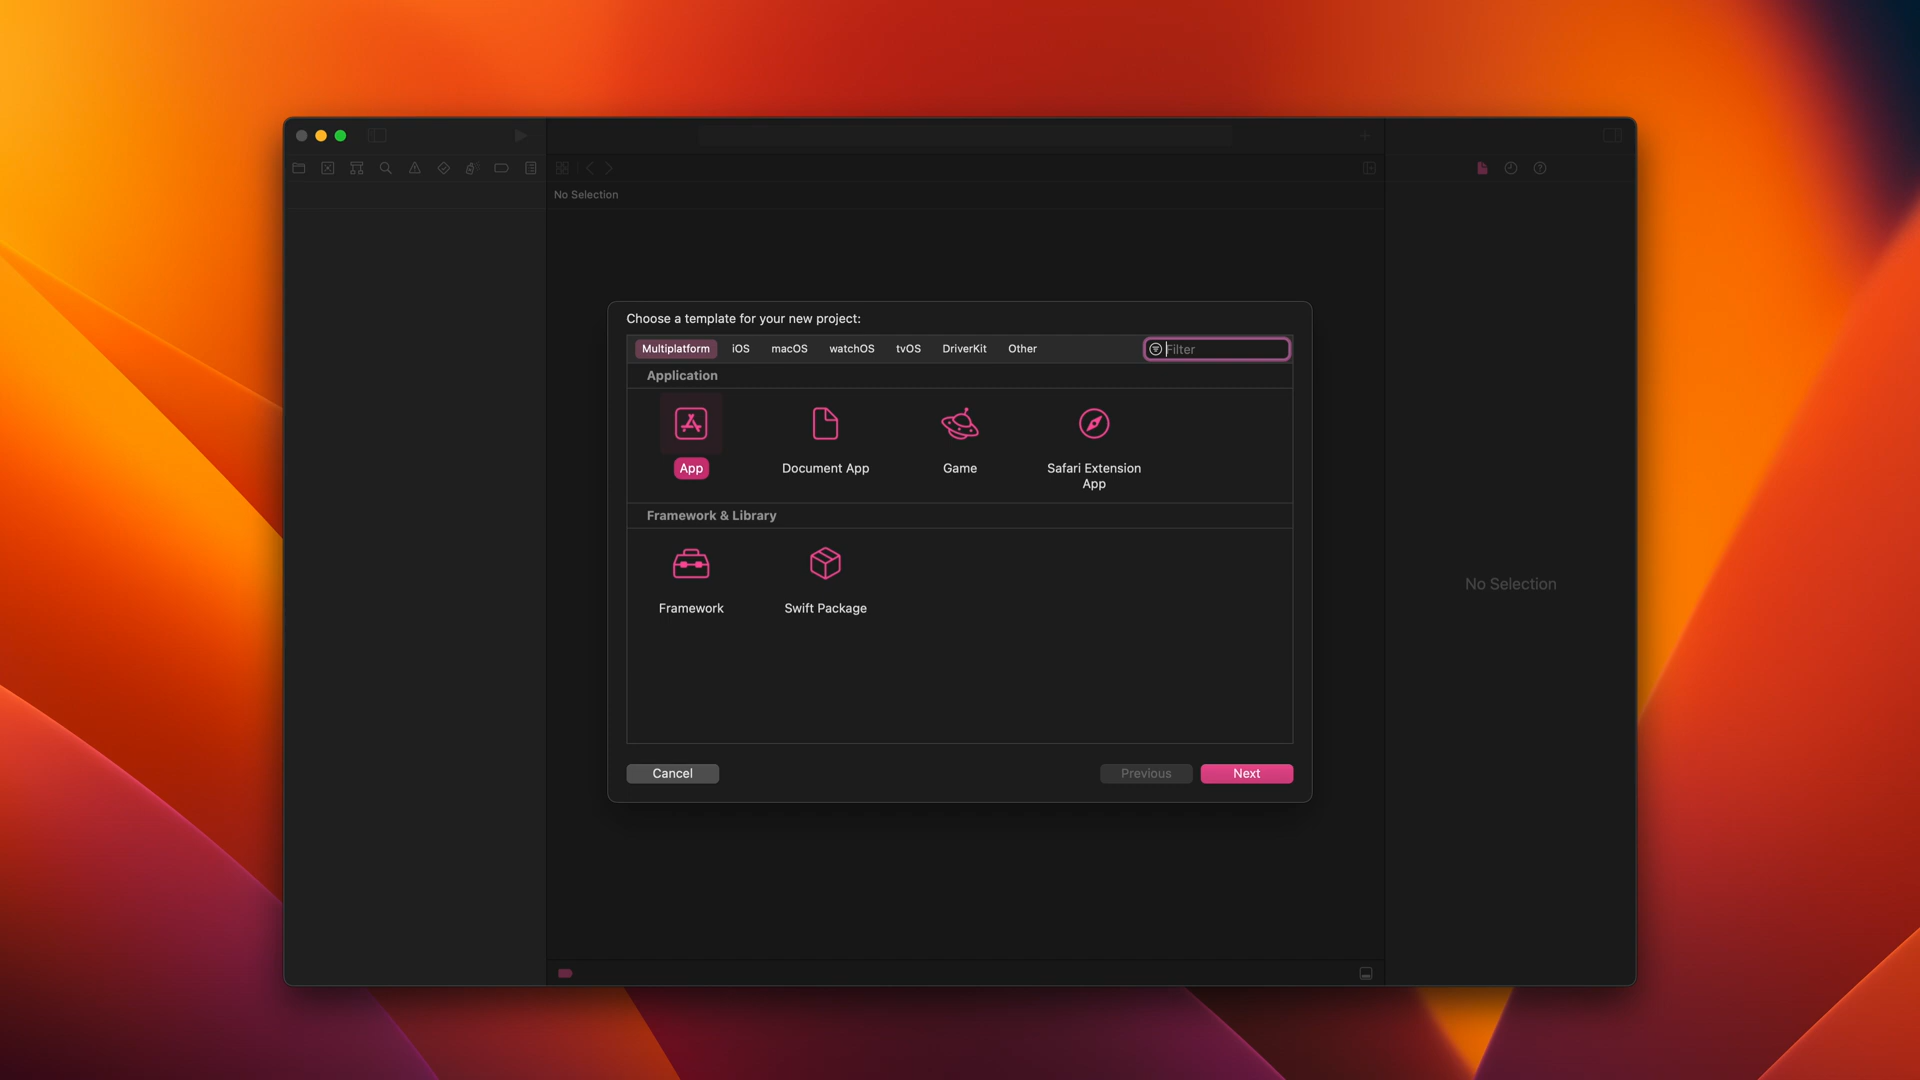 No Selection
Choose a template for your new project:
Multiplatform iOS macOS watchOS tvOS DriverKit Other Filter
Application
App Document App Game Safari Extension
App
Framework & Library
Framework Swift Package
No Selection
Cancel Previous Next